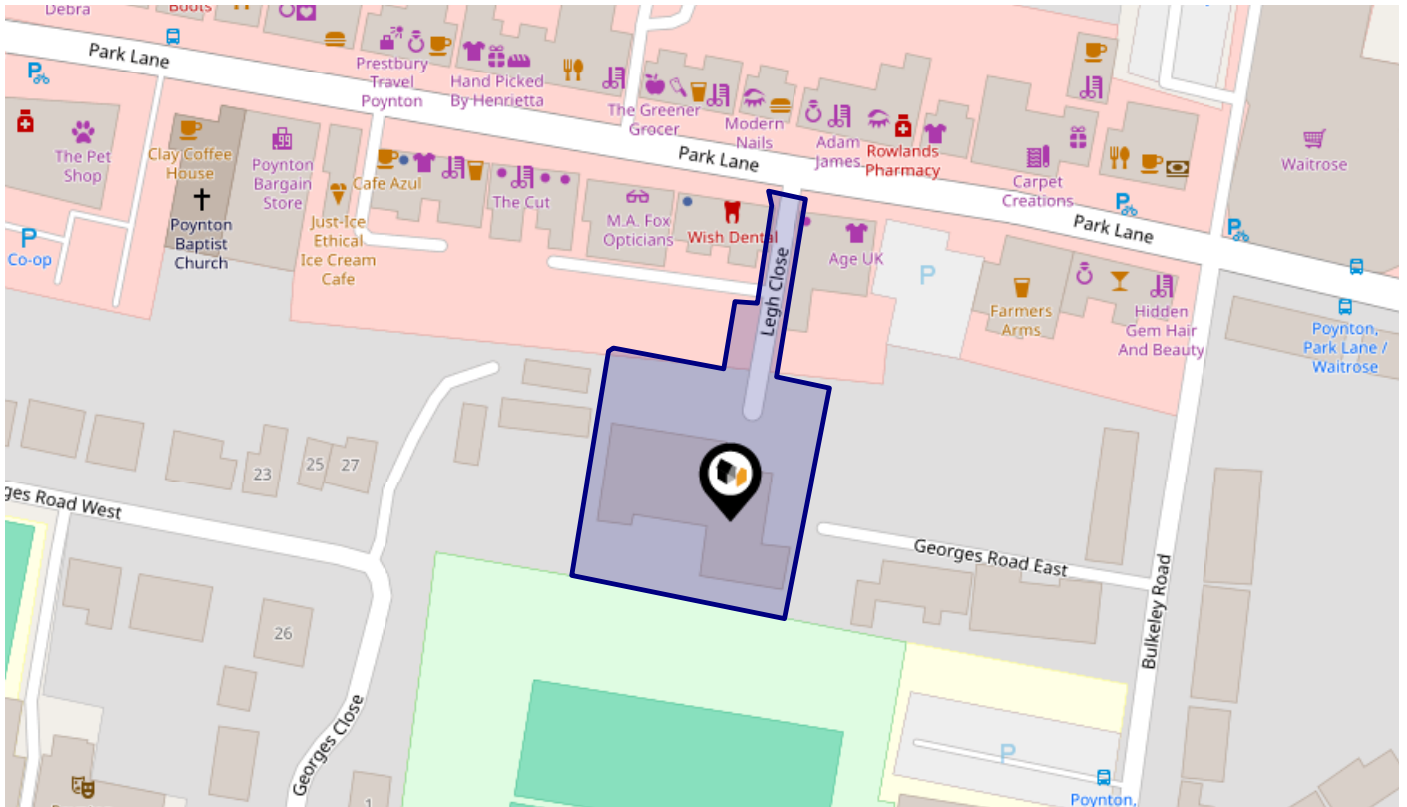 Debra
Boots
Park Lane
Prestbury
Travel
Poynton
Hand Picked
By Henrietta
The Greener
Grocer
Modern
Nails
Adam
James
Rowlands
Pharmacy
Carpet
Creations
Waitrose
The Pet
Shop
Clay Coffee
House
Poynton
Baptist
Church
Poynton
Bargain
Store
Just-Ice
Ethical
Ice Cream
Cafe
Cafe Azul
The Cut
Park Lane
M.A. Fox
Opticians
Wish Dental
Age UK
Legh Close
P
Park Lane
P
Co-op
P
P
P
P
Farmers
Arms
Hidden
Gem Hair
And Beauty
Poynton,
Park Lane /
Waitrose
23
25
27
ges Road West
Georges Road East
Bulkeley Road
26
Georges Close
1
Poynton,